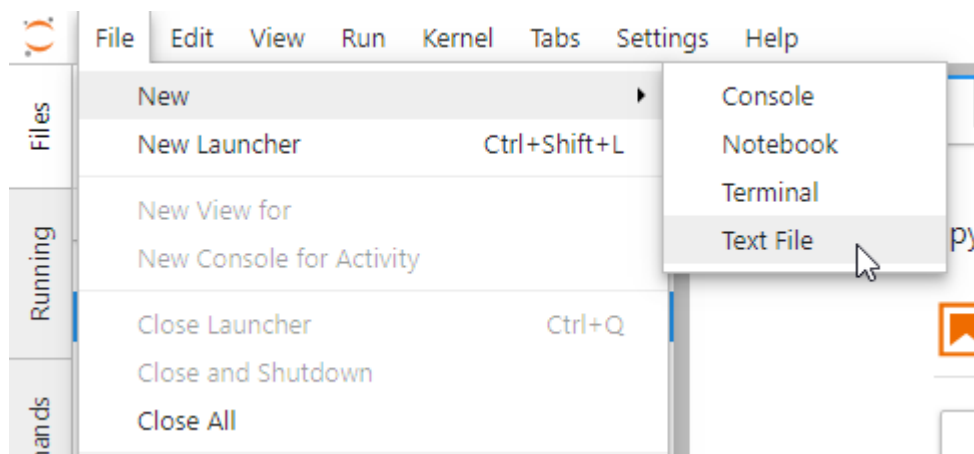 File Edit View Run Kernel Tabs Settings Help
Files
Running
New
New Launcher Ctrl+Shift+L
New View for
New Console for Activity
Close Launcher Ctrl+Q
Close and Shutdown
Close All
Console
Notebook
Terminal
Text File